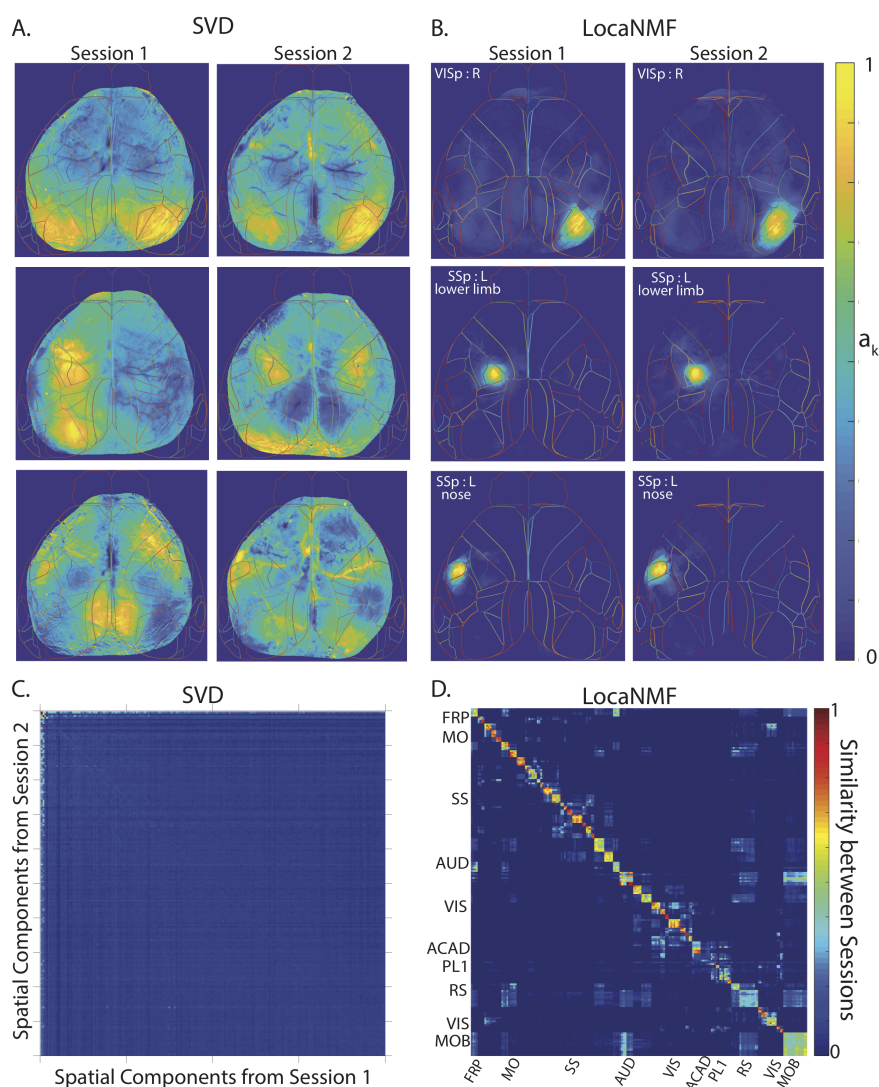 A.
SVD
Session 1
Session 2
B.
LocaNMF
Session 1
Session 2
VISp : R
SSp : L
lower limb
SSp : L
lower limb
SSp : L
nose
SSp : L
nose
1
a_k
0
C.
SVD
Spatial Components from Session 2
Spatial Components from Session 1
D.
LocaNMF
FRP
MO
SS
AUD
VIS
ACAD
PL1
RS
VIS
MOB
FRP
MO
SS
AUD
VIS
ACAD
PL1
RS
VIS
MOB
1
Similarity between Sessions
0